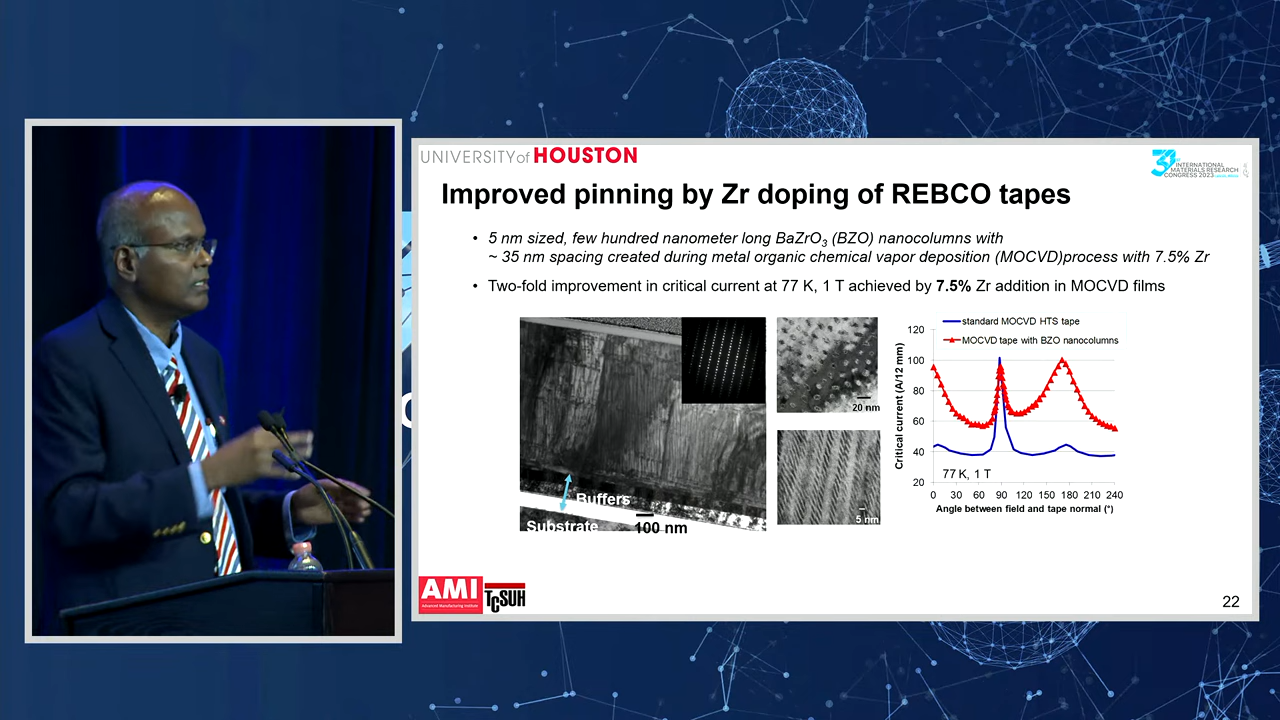 UNIVERSITYof HOUSTON
INTERNATIONAL
MATERIALS RESEARCH
CONGRESS 2023
Improved pinning by Zr doping of REBCO tapes
• 5 nm sized, few hundred nanometer long BaZrO3 (BZO) nanocolumns with
~ 35 nm spacing created during metal organic chemical vapor deposition (MOCVD)process with 7.5% Zr
• Two-fold improvement in critical current at 77 K, 1 T achieved by 7.5% Zr addition in MOCVD films
Buffers
Substrate
100 nm
20 nm
5 nm
standard MOCVD HTS tape
MOCVD tape with BZO nanocolumns
Critical current (A/12 mm)
120
100
80
60
40
20
77 K, 1 T
0 30 60 90 120 150 180 210 240
Angle between field and tape normal (°)
AMI
Advanced Manufacturing Institute
TCSUH
22